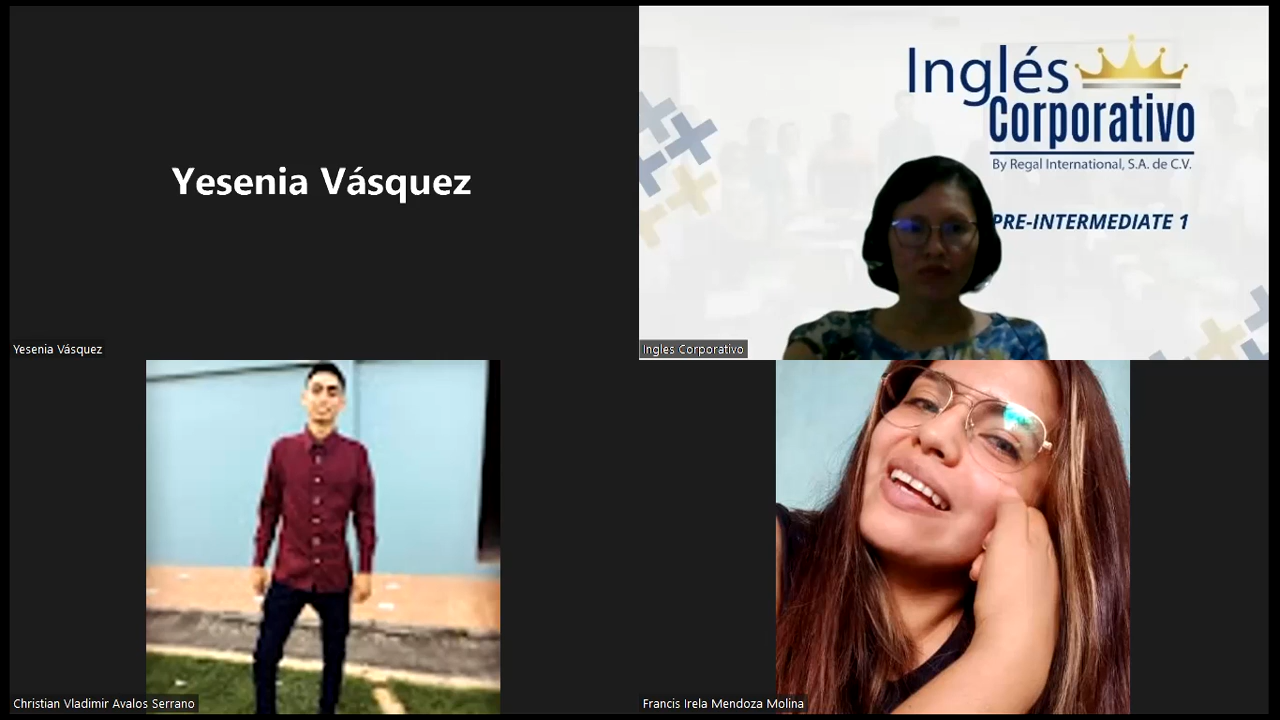 Yesenia Vásquez
Yesenia Vásquez
Inglés
Corporativo
By Regal International, S.A. de C.V.
PRE-INTERMEDIATE 1
Ingles Corporativo
Christian Vladimir Avalos Serrano
Francis Irela Mendoza Molina